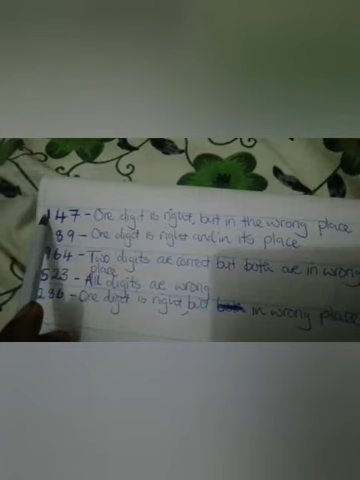 147 - One digit is right, but in the wrong place
89 - One digit is right and in its place
964 - Two digits are correct but both are in wrong
place
523 - All digits are wrong
286 - One digit is right, but in wrong place